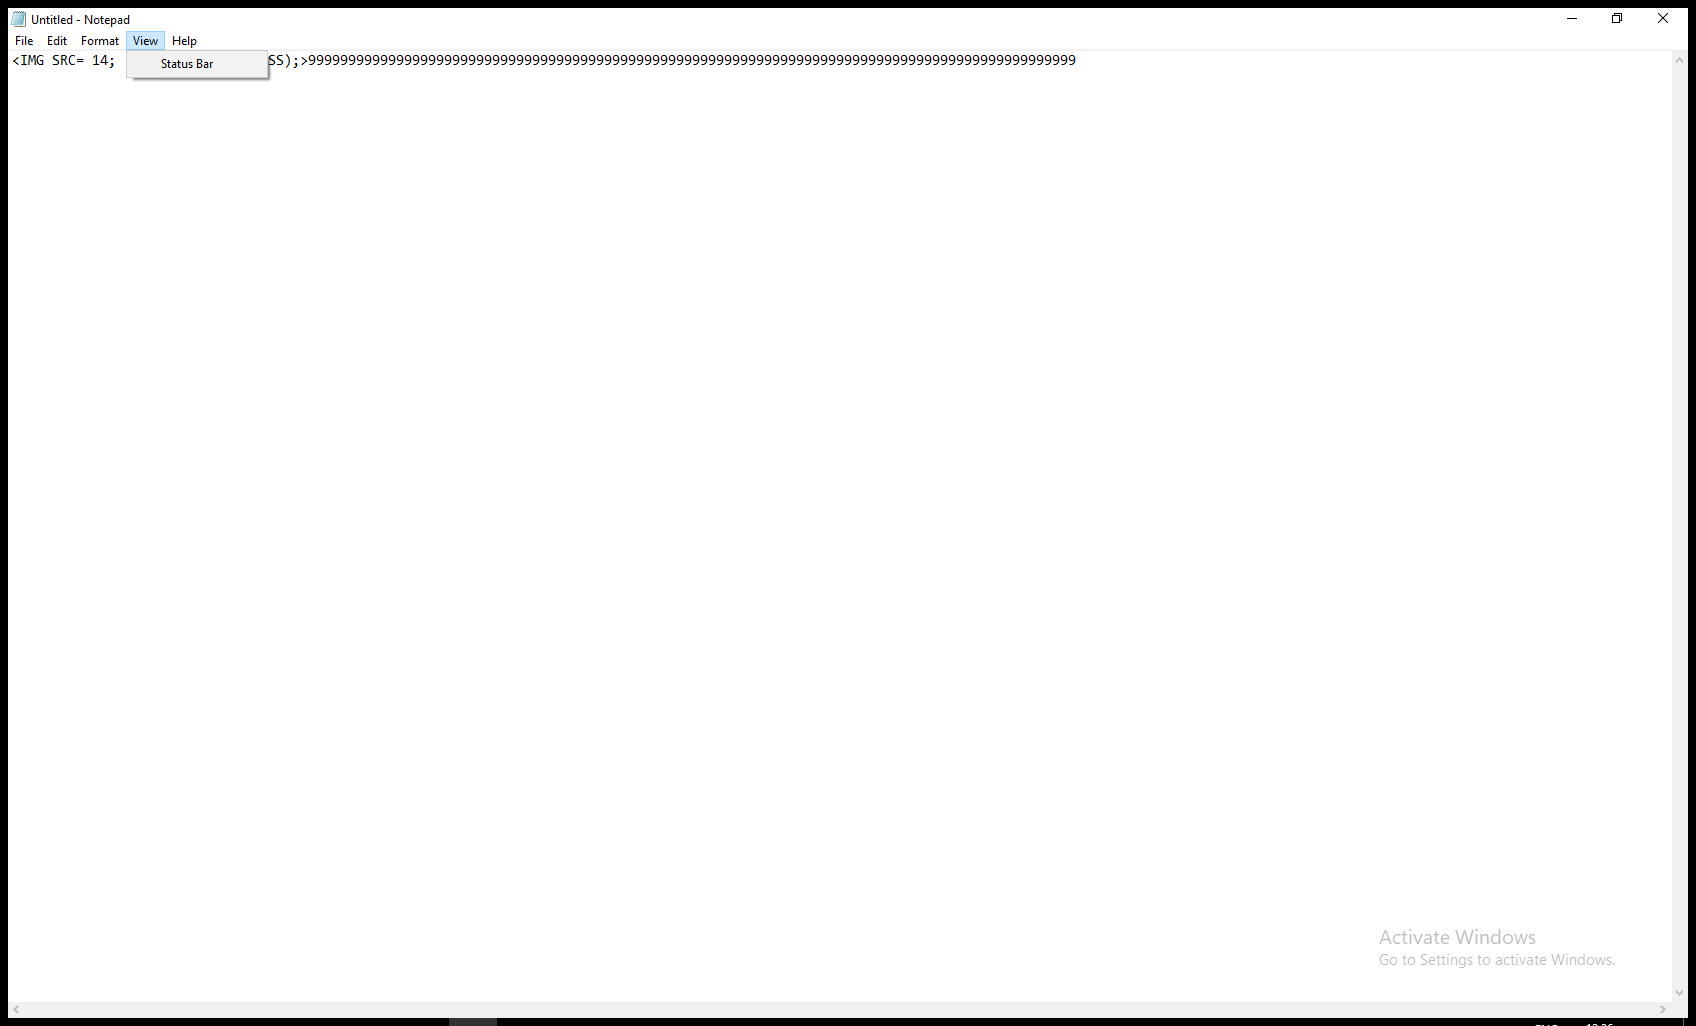 Untitled - Notepad
File Edit Format View Help
<IMG SRC= 14; SS);>999999999999999999999999999999999999999999999999999999999999999999999999999999999999999999999999
Status Bar
Activate Windows
Go to Settings to activate Windows.